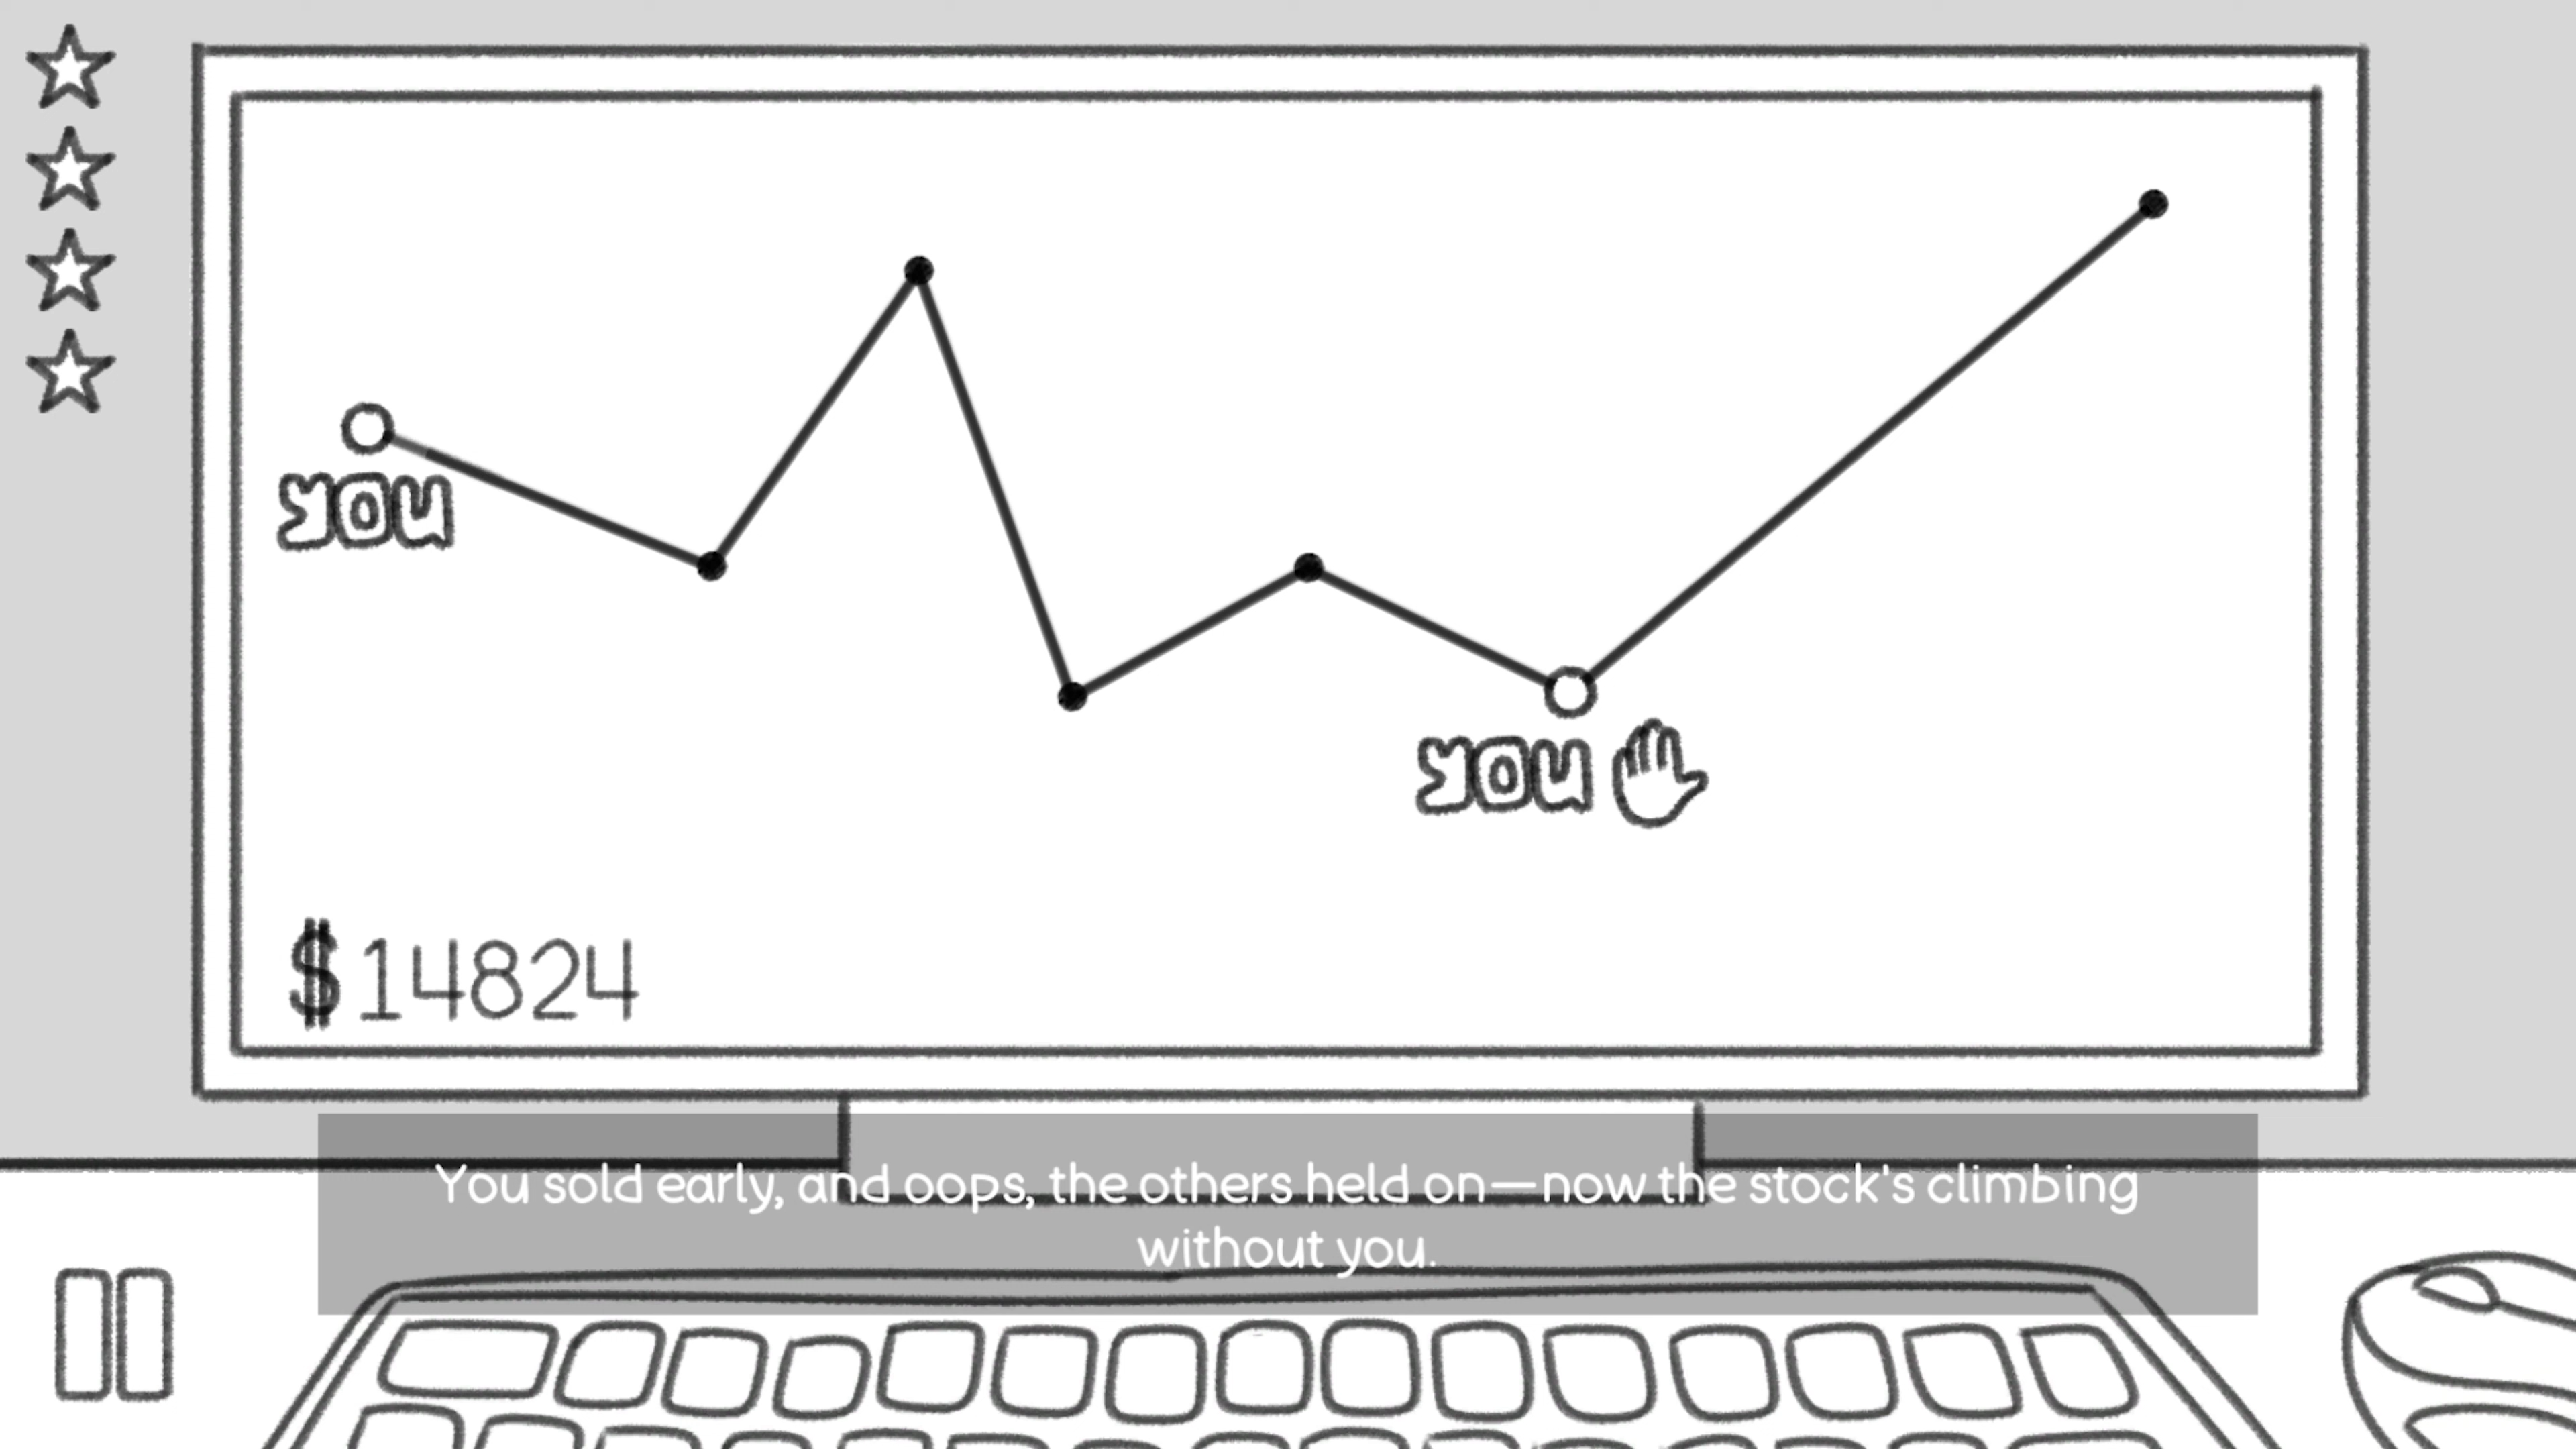 YOU
YOU
$14824
You sold early, and oops, the others held on—now the stock's climbing
without you.